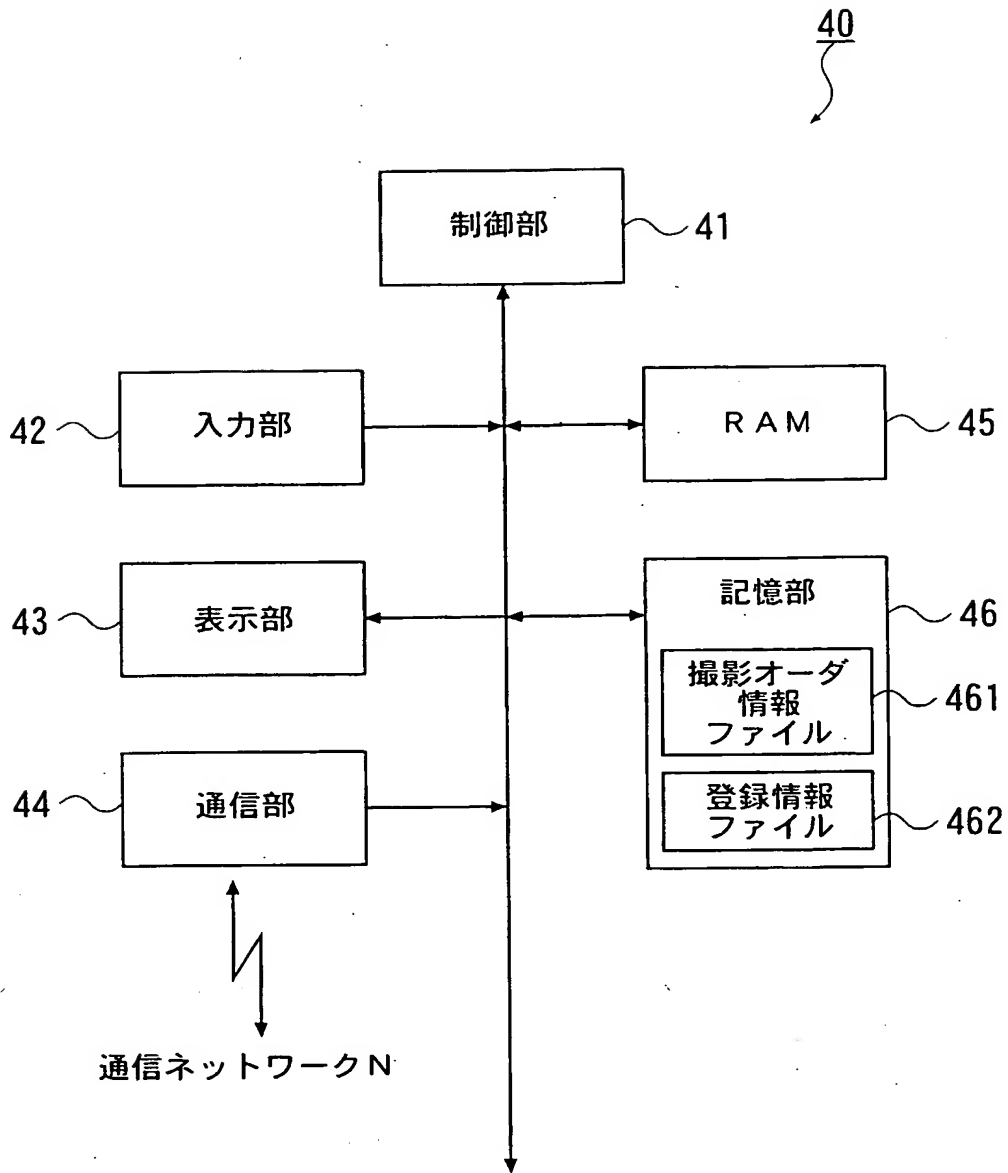 40
制御部
41
42
入力部
RAM
45
43
表示部
記憶部
46
撮影オーダ
情報
ファイル
461
44
通信部
登録情報
ファイル
462
通信ネットワークN